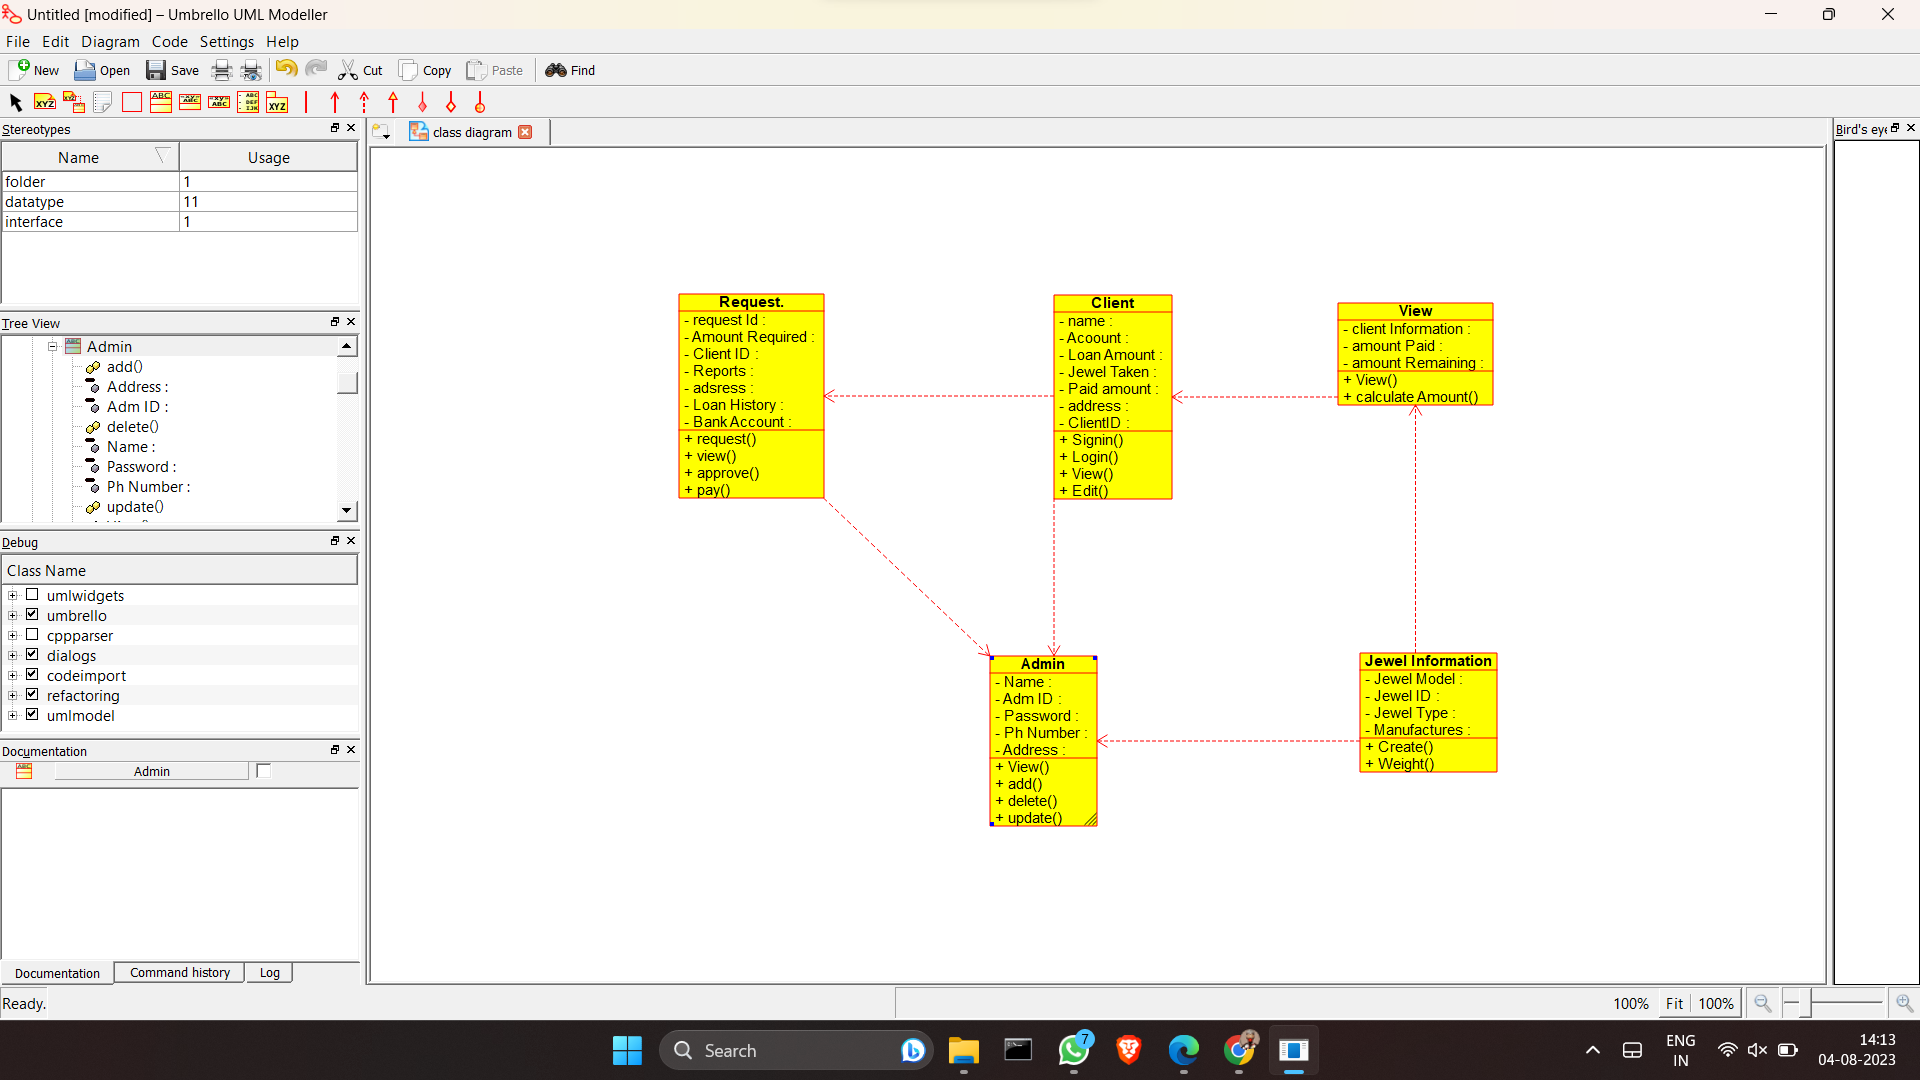 Untitled [modified] – Umbrello UML Modeller
File Edit Diagram Code Settings Help
New Open Save Cut Copy Paste Find
Stereotypes
Name Usage
folder 1
datatype 11
interface 1
Tree View
Admin
add()
Address :
Adm ID :
delete()
Name :
Password :
Ph Number :
update()
Debug
Class Name
umlwidgets
umbrello
cppparser
dialogs
codeimport
refactoring
umlmodel
Documentation
Admin
Documentation Command history Log
Ready.
class diagram
Request.
- request Id :
- Amount Required :
- Client ID :
- Reports :
- adsress :
- Loan History :
- Bank Account :
+ request()
+ view()
+ approve()
+ pay()
Client
- name :
- Acoount :
- Loan Amount :
- Jewel Taken :
- Paid amount :
- address :
- ClientID :
+ Signin()
+ Login()
+ View()
+ Edit()
View
- client Information :
- amount Paid :
- amount Remaining :
+ View()
+ calculate Amount()
Admin
- Name :
- Adm ID :
- Password :
- Ph Number :
- Address :
+ View()
+ add()
+ delete()
+ update()
Jewel Information
- Jewel Model :
- Jewel ID :
- Jewel Type :
- Manufactures :
+ Create()
+ Weight()
Bird's eye
100% Fit 100%
Search
7
ENG
IN
14:13
04-08-2023